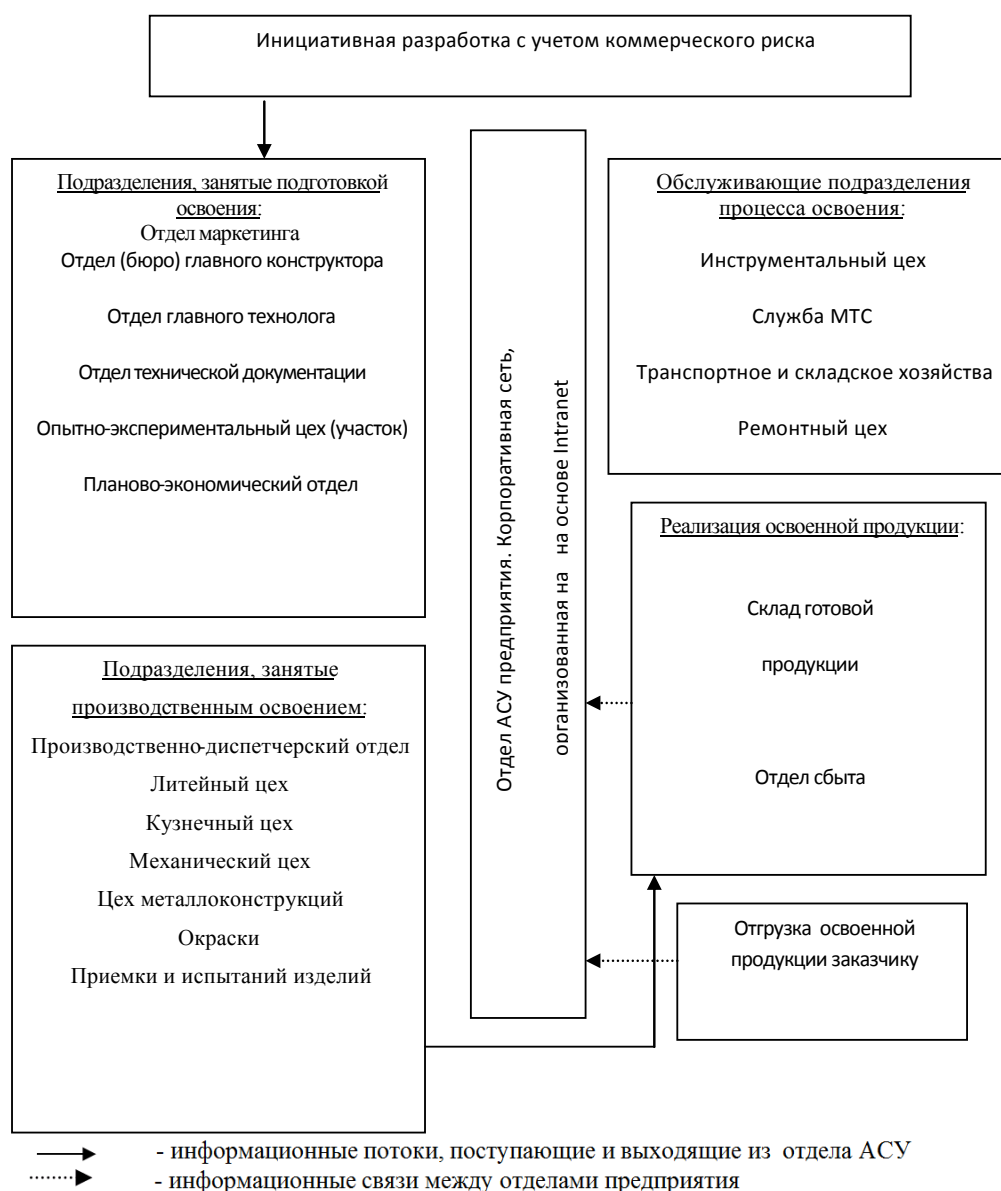 Инициативная разработка с учетом коммерческого риска
Подразделения, занятые подготовкой
освоения:
Отдел маркетинга
Отдел (бюро) главного конструктора
Отдел главного технолога
Отдел технической документации
Опытно-экспериментальный цех (участок)
Планово-экономический отдел
Подразделения, занятые
производственным освоением:
Производственно-диспетчерский отдел
Литейный цех
Кузнечный цех
Механический цех
Цех металлоконструкций
Окраски
Приемки и испытаний изделий
Отдел АСУ предприятия. Корпоративная сеть,
организованная на на основе Intranet
Обслуживающие подразделения
процесса освоения:
Инструментальный цех
Служба МТС
Транспортное и складское хозяйства
Ремонтный цех
Реализация освоенной продукции:
Склад готовой
продукции
Отдел сбыта
Отгрузка освоенной
продукции заказчику
- информационные потоки, поступающие и выходящие из отдела АСУ
- информационные связи между отделами предприятия